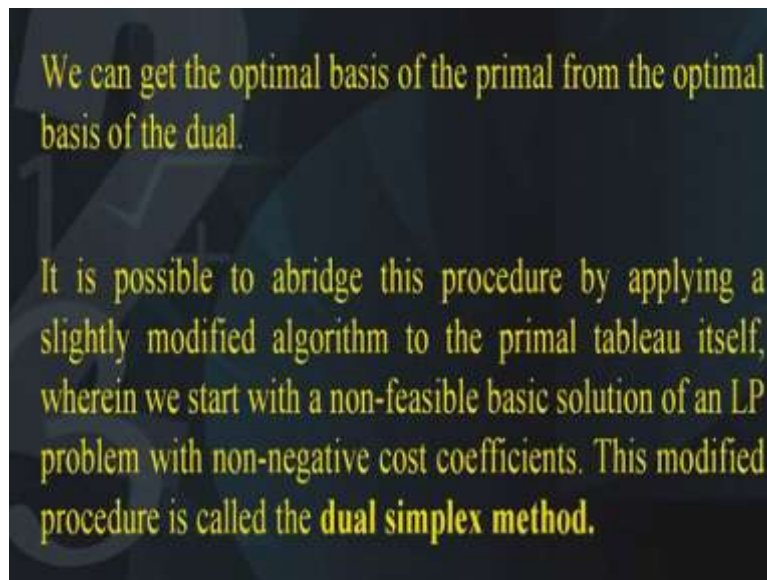 We can get the optimal basis of the primal from the optimal
basis of the dual.
It is possible to abridge this procedure by applying a
slightly modified algorithm to the primal tableau itself,
wherein we start with a non-feasible basic solution of an LP
problem with non-negative cost coefficients. This modified
procedure is called the dual simplex method.